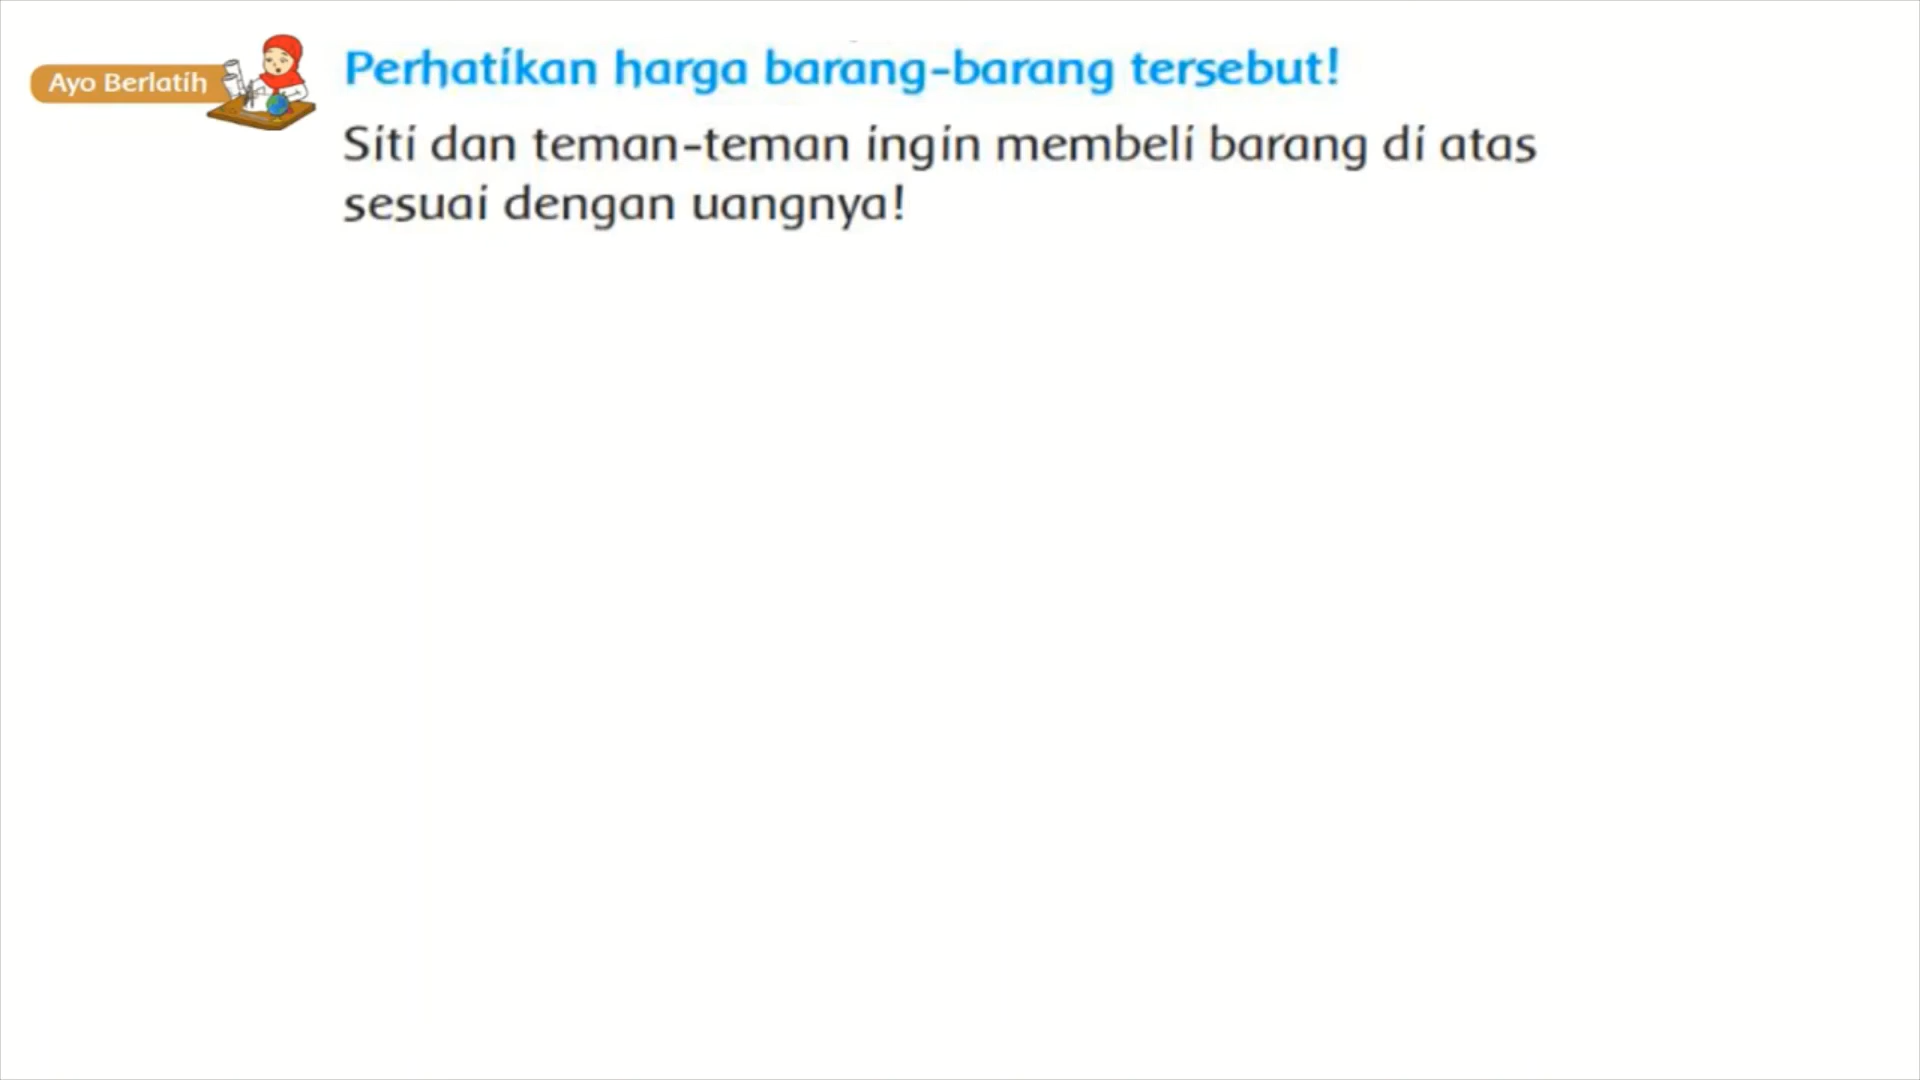 Ayo Berlatih
Perhatikan harga barang-barang tersebut!
Siti dan teman-teman ingin membeli barang di atas
sesuai dengan uangnya!